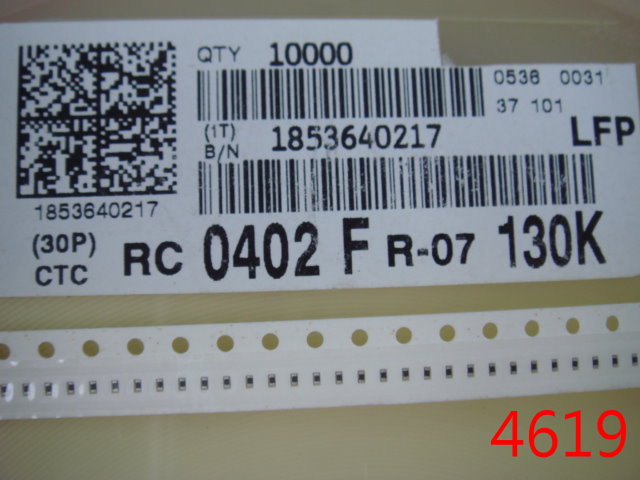 QTY 10000
0536 0031
37 101
(1T)
B/N 1853640217
LFP
1853640217
(30P)
CTC
RC 0402 F R-07 130K
4619